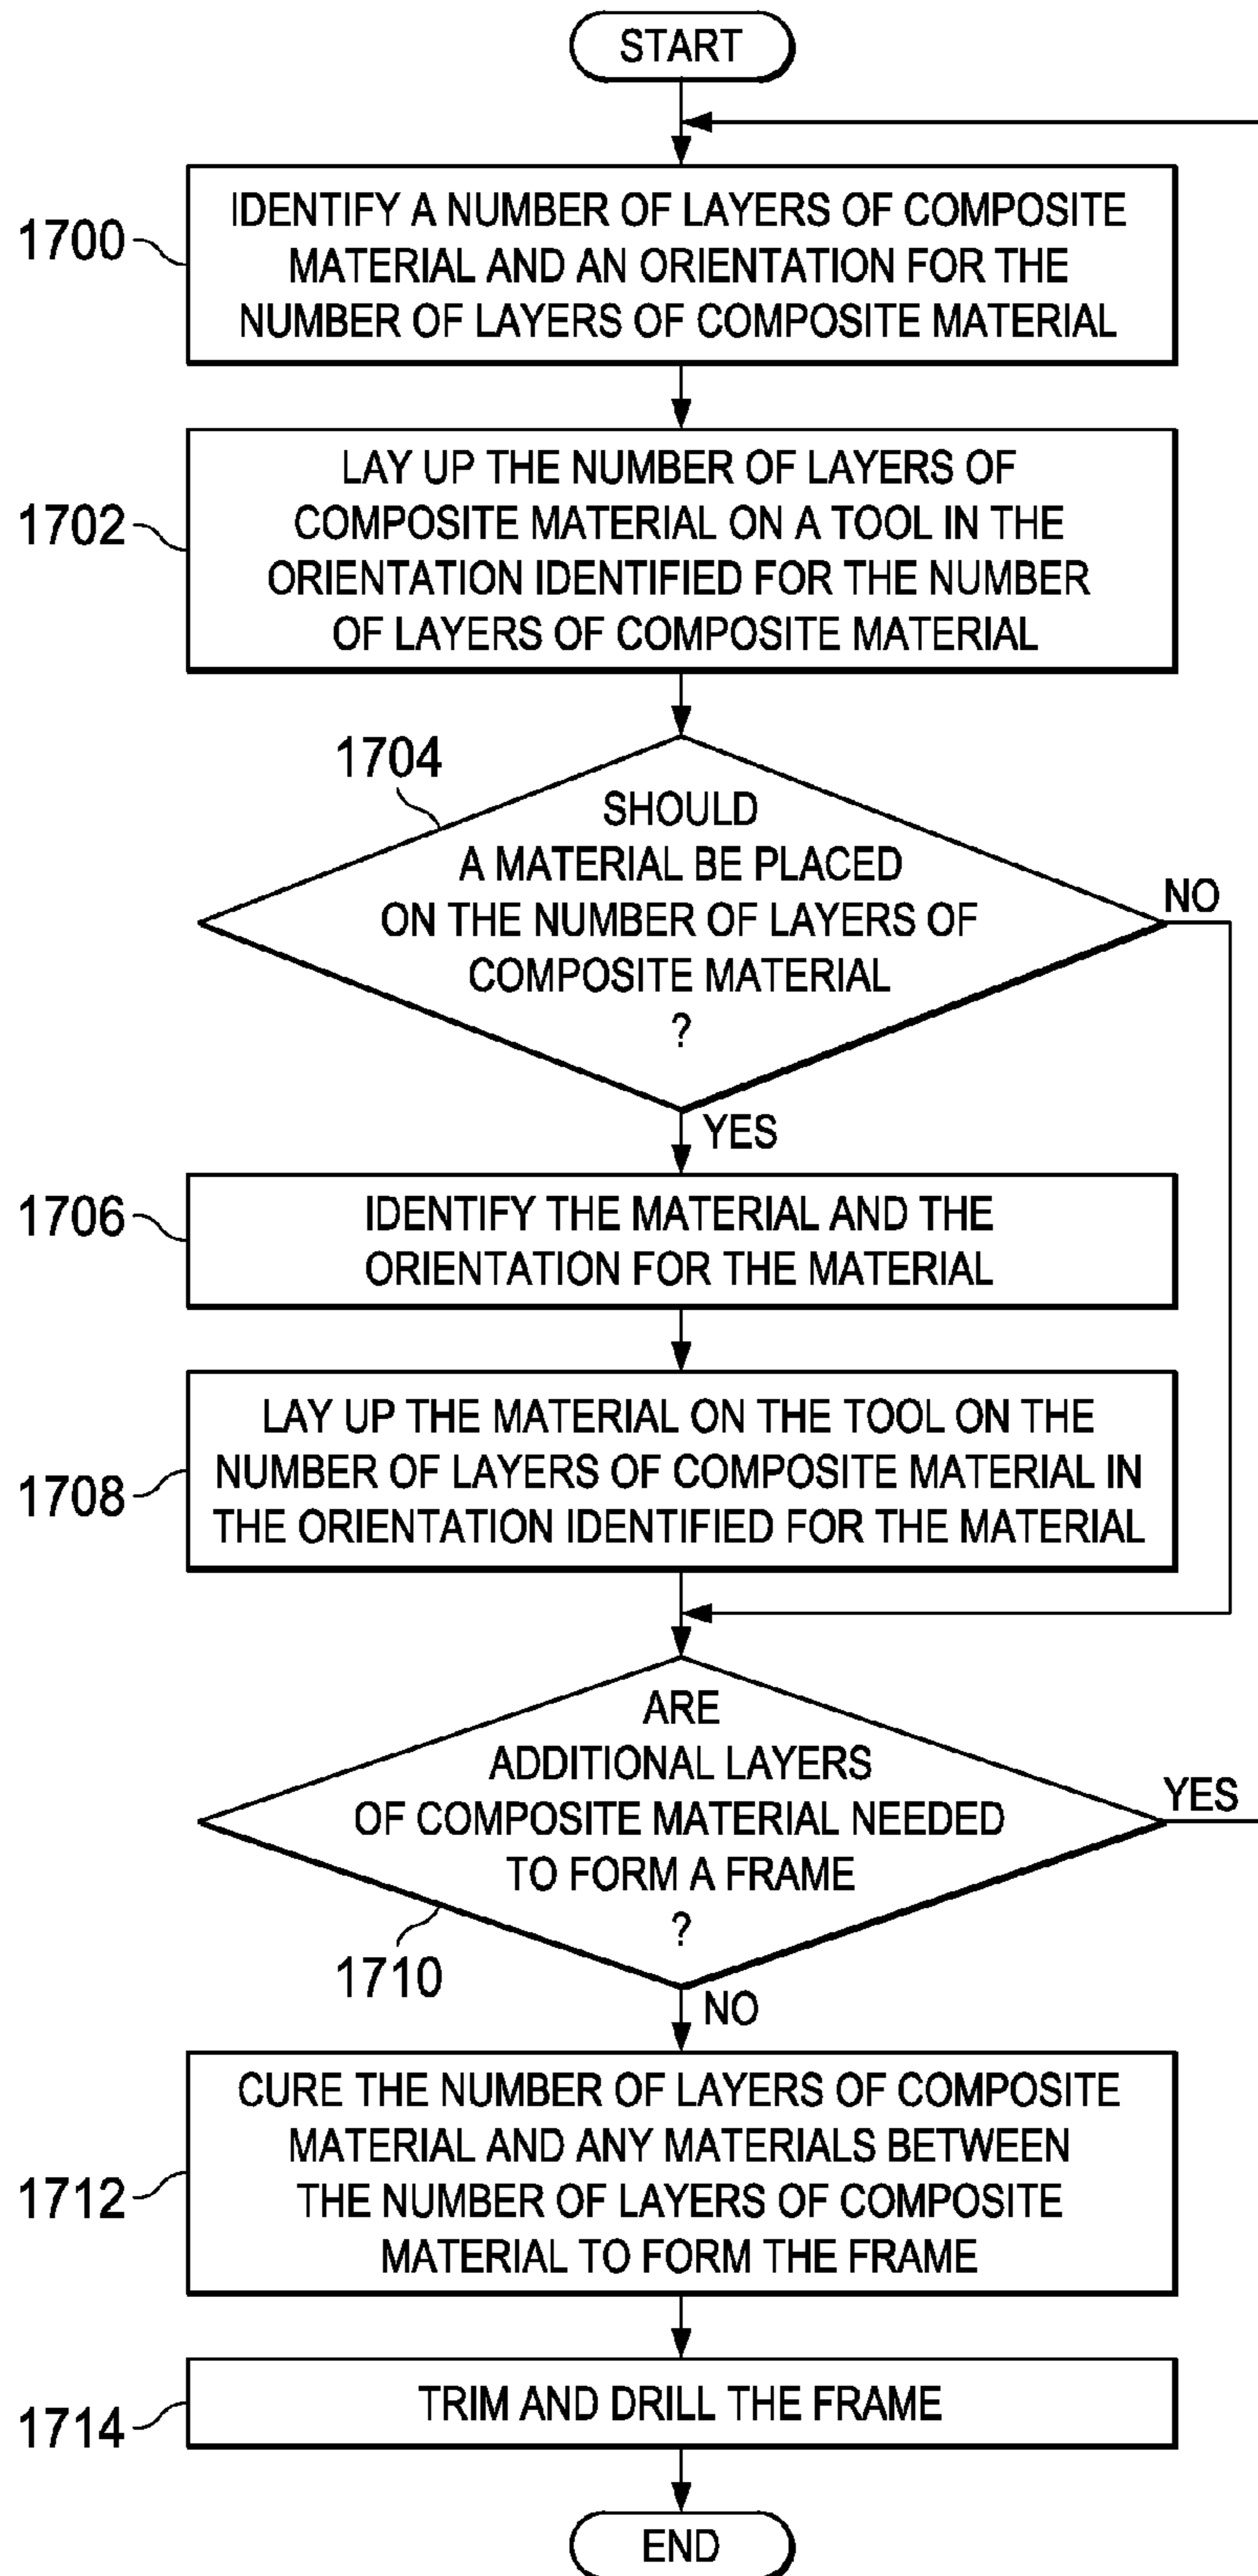 START
1700
IDENTIFY A NUMBER OF LAYERS OF COMPOSITE
MATERIAL AND AN ORIENTATION FOR THE
NUMBER OF LAYERS OF COMPOSITE MATERIAL
1702
LAY UP THE NUMBER OF LAYERS OF
COMPOSITE MATERIAL ON A TOOL IN THE
ORIENTATION IDENTIFIED FOR THE NUMBER
OF LAYERS OF COMPOSITE MATERIAL
1704
SHOULD
A MATERIAL BE PLACED
ON THE NUMBER OF LAYERS OF
COMPOSITE MATERIAL
?
NO
YES
1706
IDENTIFY THE MATERIAL AND THE
ORIENTATION FOR THE MATERIAL
1708
LAY UP THE MATERIAL ON THE TOOL ON THE
NUMBER OF LAYERS OF COMPOSITE MATERIAL IN
THE ORIENTATION IDENTIFIED FOR THE MATERIAL
ARE
ADDITIONAL LAYERS
OF COMPOSITE MATERIAL NEEDED
TO FORM A FRAME
?
YES
1710
NO
1712
CURE THE NUMBER OF LAYERS OF COMPOSITE
MATERIAL AND ANY MATERIALS BETWEEN
THE NUMBER OF LAYERS OF COMPOSITE
MATERIAL TO FORM THE FRAME
1714
TRIM AND DRILL THE FRAME
END